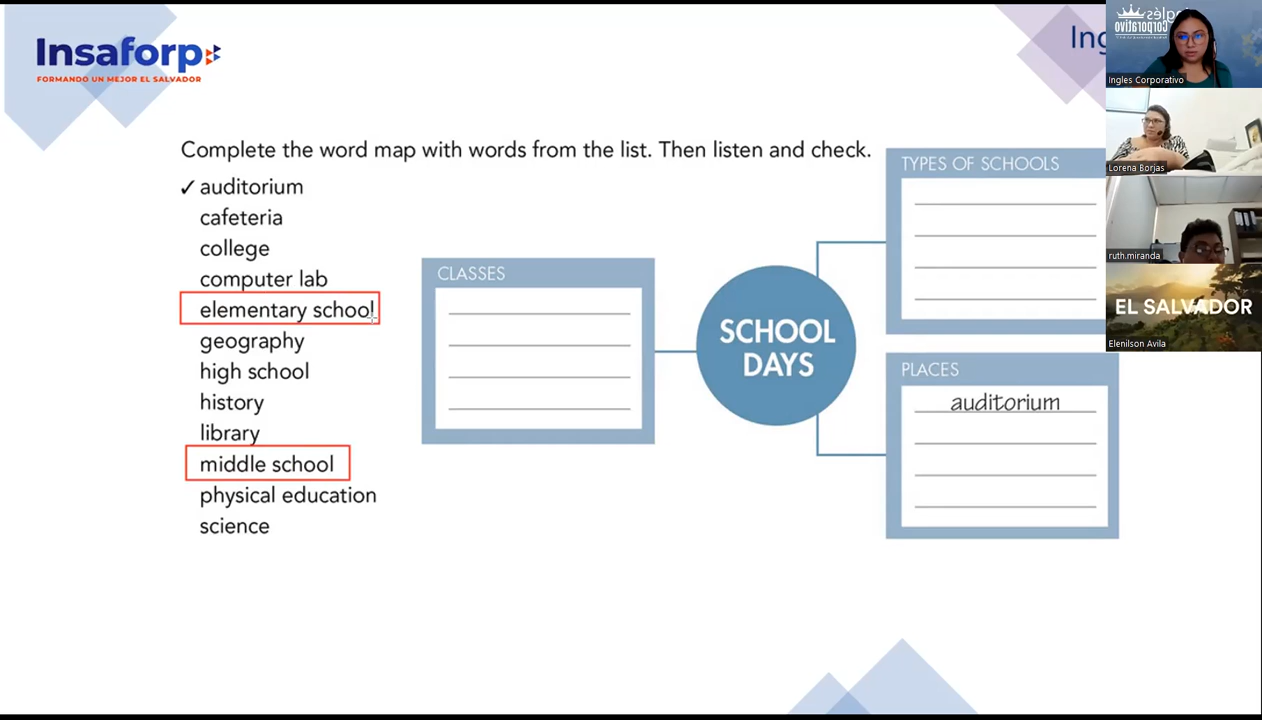 Insaforp
FORMANDO UN MEJOR EL SALVADOR
Complete the word map with words from the list. Then listen and check.
✓ auditorium
cafeteria
college
computer lab
elementary school
geography
high school
history
library
middle school
physical education
science
CLASSES
SCHOOL
DAYS
TYPES OF SCHOOLS
PLACES
auditorium
Ing
Inglés
Corporativo
Ingles Corporativo
Lorena Borjas
ruth.miranda
EL SALVADOR
Elenilson Avila